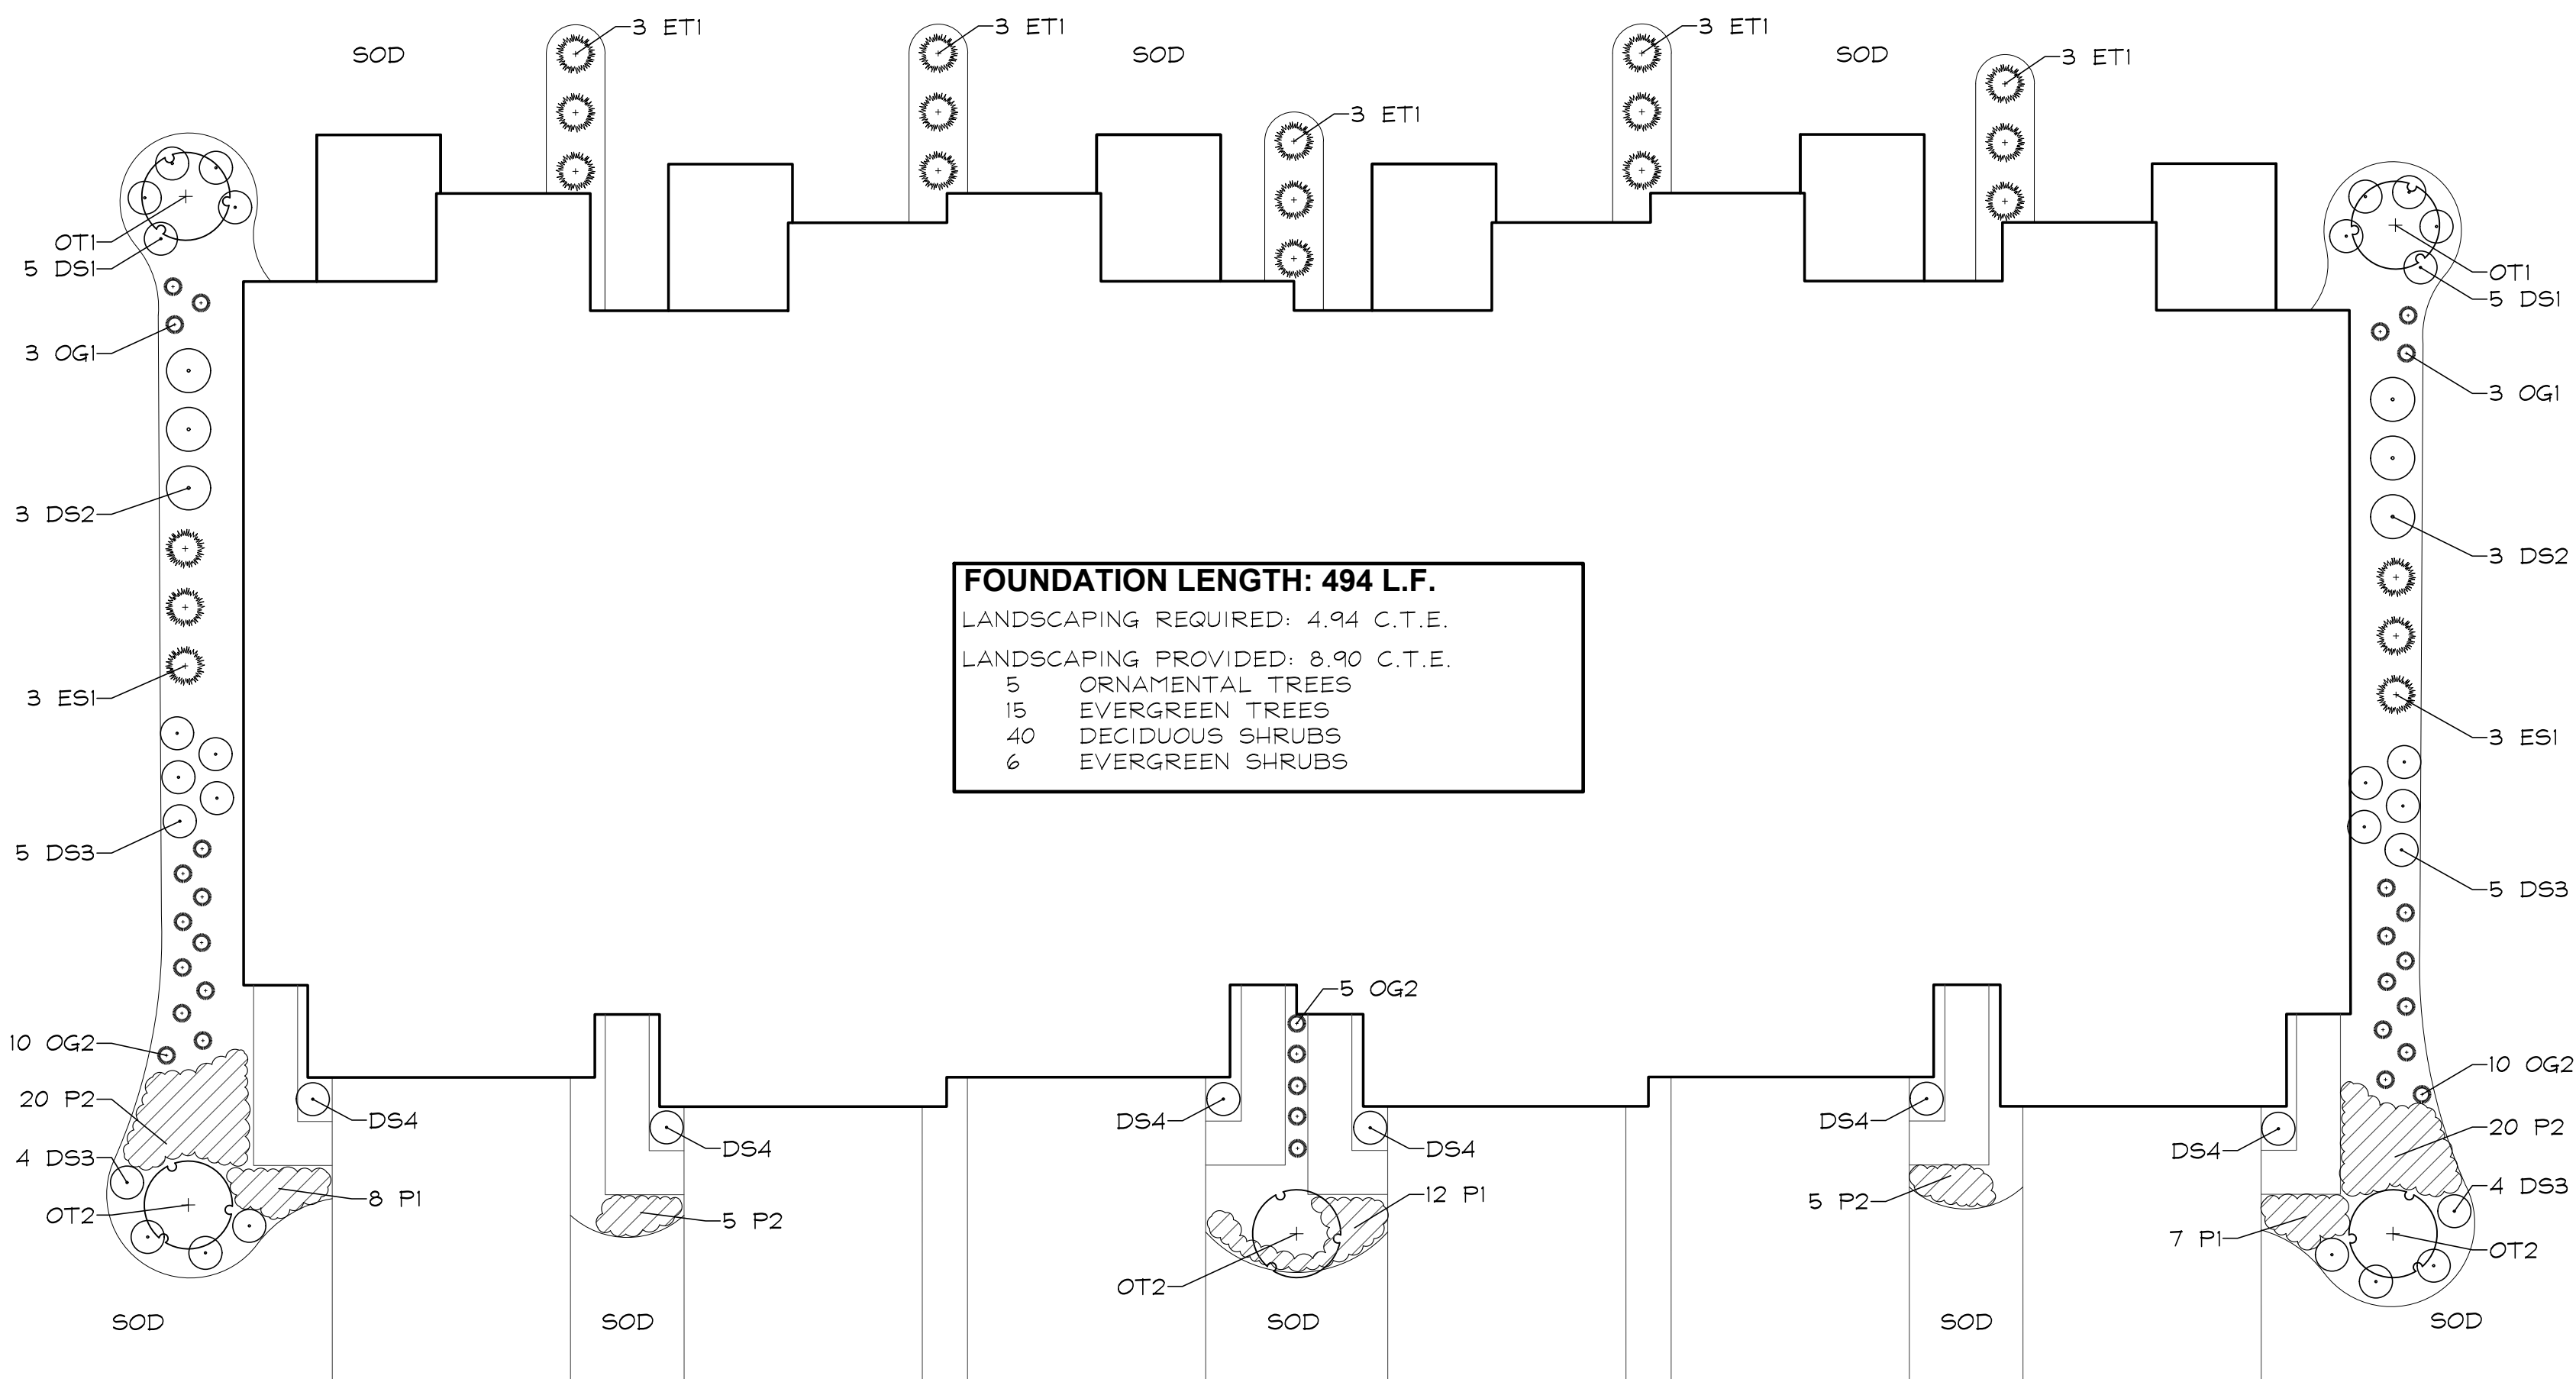 3 ET1
3 ET1
3 ET1
SOD
SOD
SOD
3 ET1
3 ET1
OT1
5 DS1
OT1
5 DS1
3 OG1
3 OG1
3 DS2
3 DS2
FOUNDATION LENGTH: 494 L.F.
LANDSCAPING REQUIRED: 4.94 C.T.E.
LANDSCAPING PROVIDED: 8.90 C.T.E.
5 ORNAMENTAL TREES
15 EVERGREEN TREES
40 DECIDUOUS SHRUBS
6 EVERGREEN SHRUBS
3 ES1
3 ES1
5 DS3
5 DS3
5 OG2
10 OG2
10 OG2
20 P2
DS4
DS4
DS4
20 P2
DS4
DS4
DS4
4 DS3
8 P1
12 P1
5 P2
4 DS3
OT2
5 P2
7 P1
OT2
OT2
SOD
SOD
SOD
SOD
SOD